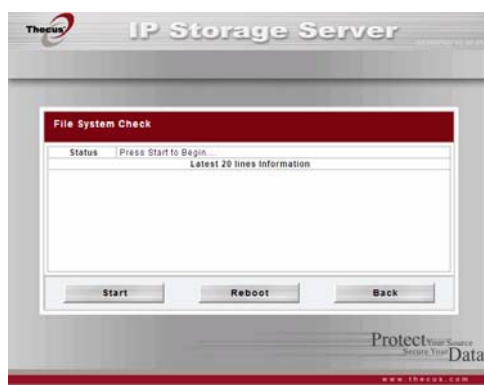 Thecus
IP Storage Server
File System Check
Status Press Start to Begin...
Latest 20 lines Information
Start Reboot Back
Protect Your Source
Secure Your Data
www.thecus.com